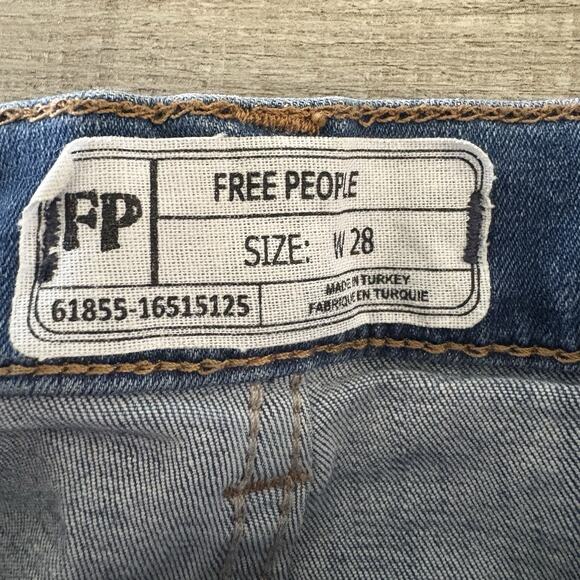 FP
FREE PEOPLE
SIZE: W 28
61855-16515125
MADE IN TURKEY
FABRIQUE EN TURQUIE